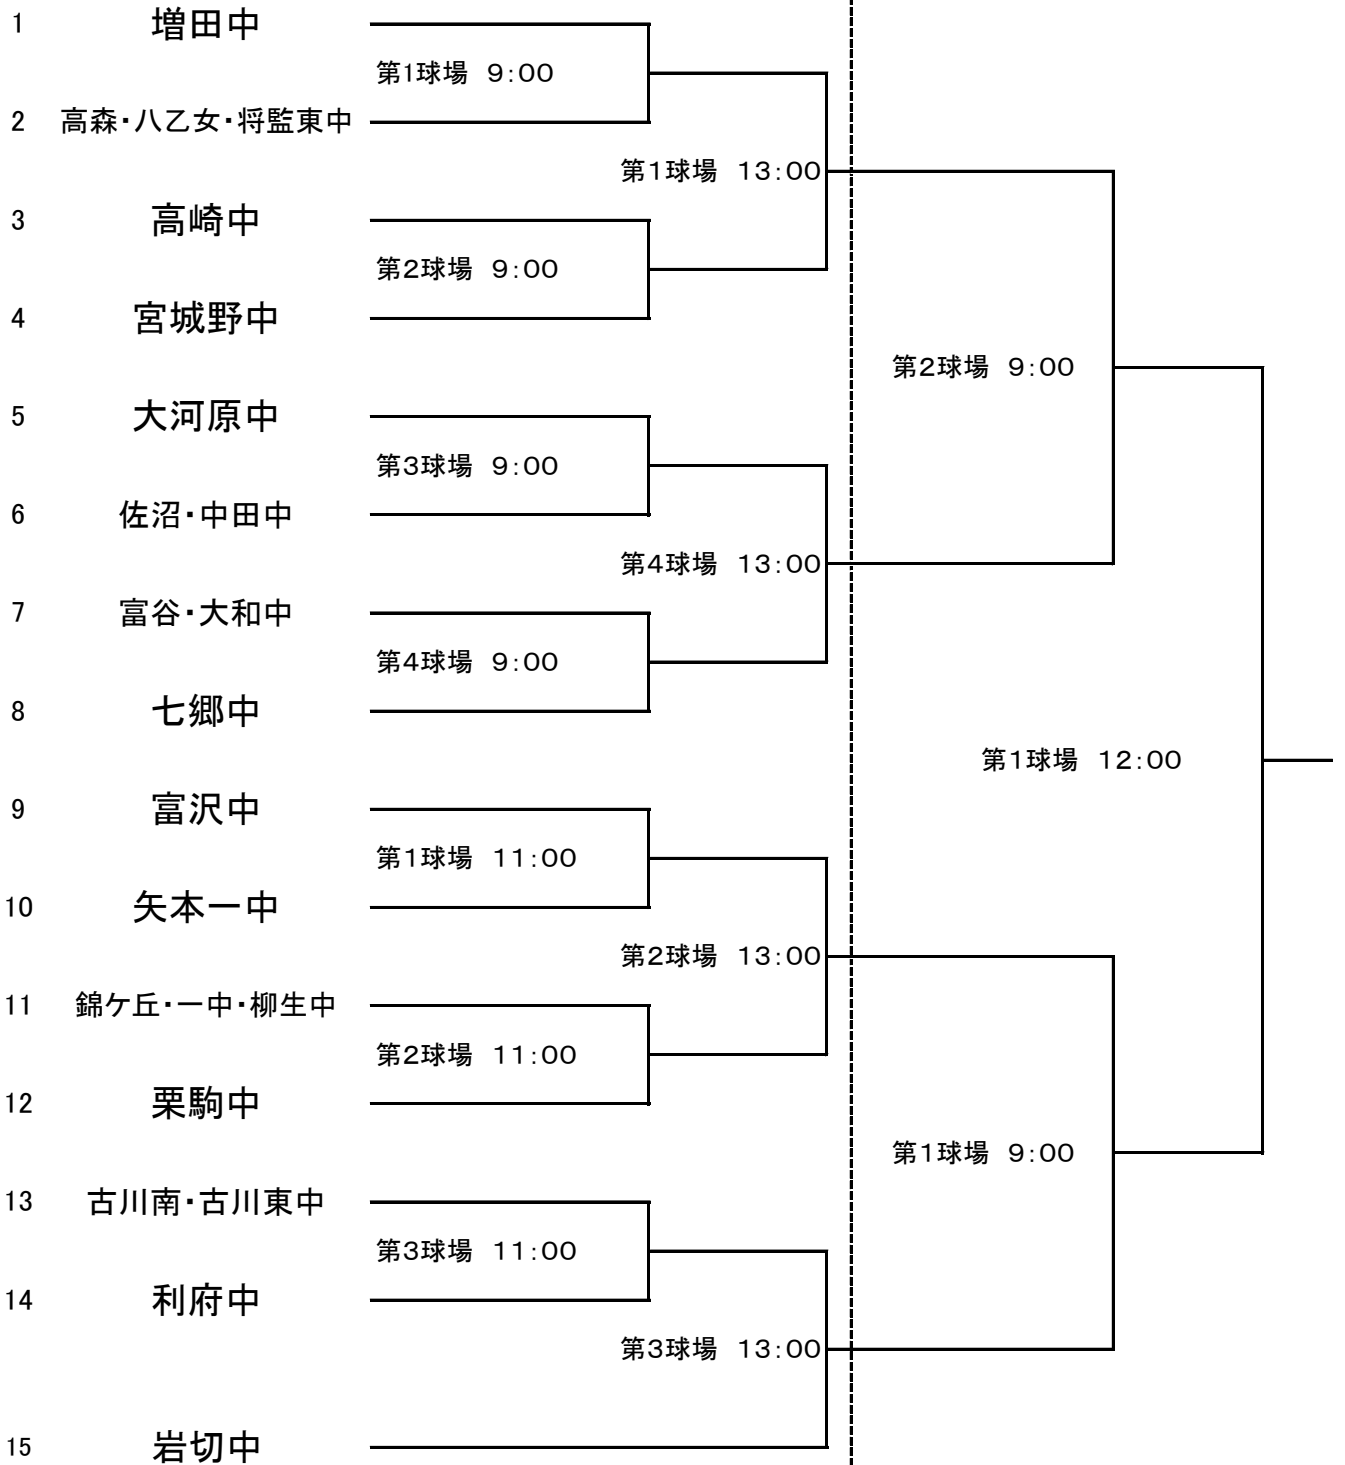 1 増田中
第1球場 9:00
2 高森・八乙女・将監東中
第1球場 13:00
3 高崎中
第2球場 9:00
4 宮城野中
第2球場 9:00
5 大河原中
第3球場 9:00
6 佐沼・中田中
第4球場 13:00
7 富谷・大和中
第4球場 9:00
8 七郷中
第1球場 12:00
9 富沢中
第1球場 11:00
10 矢本一中
第2球場 13:00
11 錦ケ丘・一中・柳生中
第2球場 11:00
12 栗駒中
第1球場 9:00
13 古川南・古川東中
第3球場 11:00
14 利府中
第3球場 13:00
15 岩切中